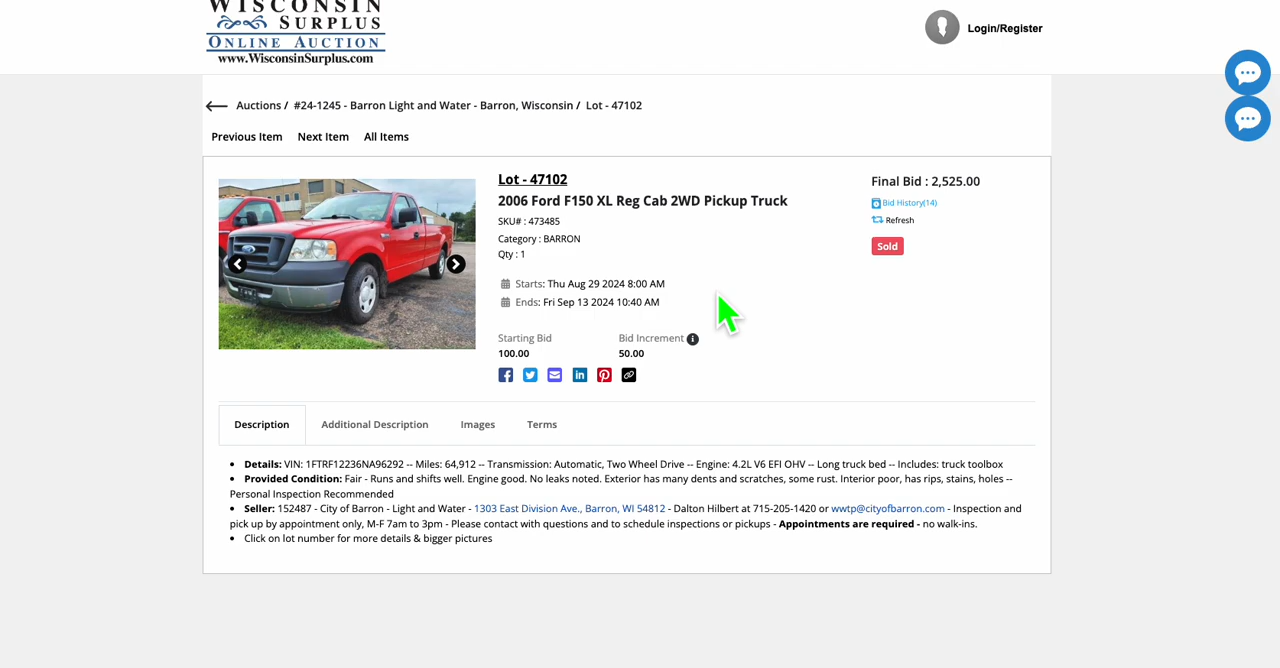 WISCONSIN
SURPLUS
ONLINE AUCTION
www.WisconsinSurplus.com
Login/Register
Auctions / #24-1245 - Barron Light and Water - Barron, Wisconsin / Lot - 47102
Previous Item Next Item All Items
Lot - 47102
2006 Ford F150 XL Reg Cab 2WD Pickup Truck
SKU# : 473485
Category : BARRON
Qty : 1
Starts: Thu Aug 29 2024 8:00 AM
Ends: Fri Sep 13 2024 10:40 AM
Starting Bid Bid Increment
100.00 50.00
Final Bid : 2,525.00
Bid History(14)
Refresh
Sold
Description Additional Description Images Terms
• Details: VIN: 1FTRF12236NA96292 -- Miles: 64,912 -- Transmission: Automatic, Two Wheel Drive -- Engine: 4.2L V6 EFI OHV -- Long truck bed -- Includes: truck toolbox
• Provided Condition: Fair - Runs and shifts well. Engine good. No leaks noted. Exterior has many dents and scratches, some rust. Interior poor, has rips, stains, holes --
Personal Inspection Recommended
• Seller: 152487 - City of Barron - Light and Water - 1303 East Division Ave., Barron, WI 54812 - Dalton Hilbert at 715-205-1420 or wwtp@cityofbarron.com - Inspection and
pick up by appointment only, M-F 7am to 3pm - Please contact with questions and to schedule inspections or pickups - Appointments are required - no walk-ins.
• Click on lot number for more details & bigger pictures